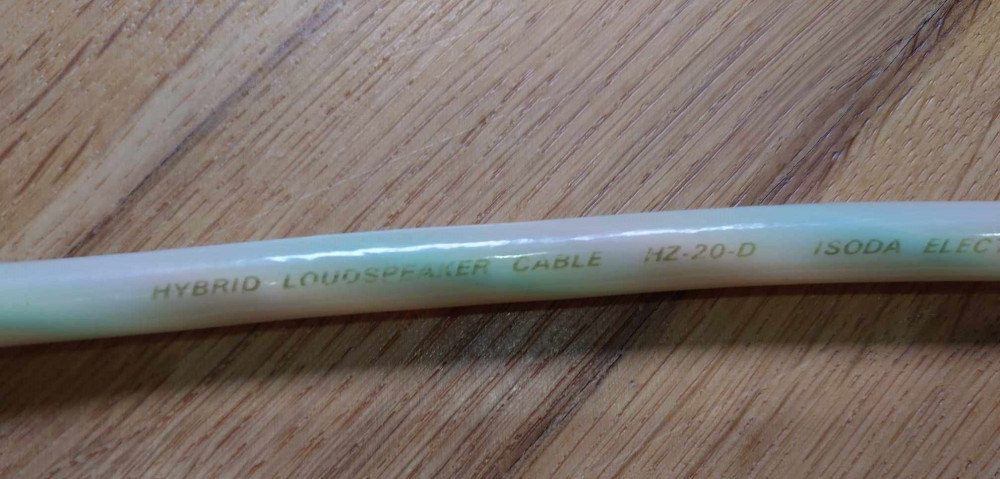 HYBRID LOUDSPEAKER CABLE HZ-20-D ISODA ELECT